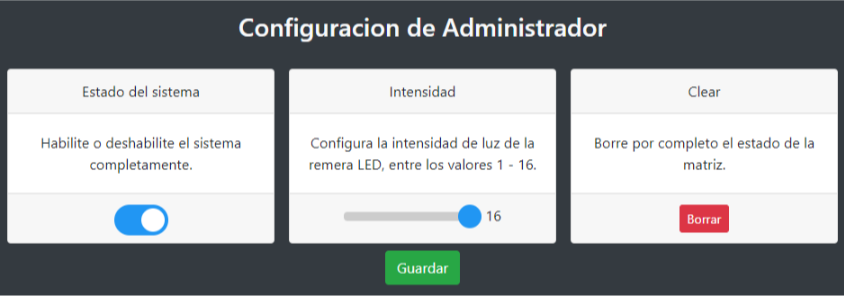 Configuracion de Administrador
Estado del sistema
Habilite o deshabilite el sistema
completamente.
Intensidad
Configura la intensidad de luz de la
remera LED, entre los valores 1 - 16.
16
Clear
Borre por completo el estado de la
matriz.
Borrar
Guardar